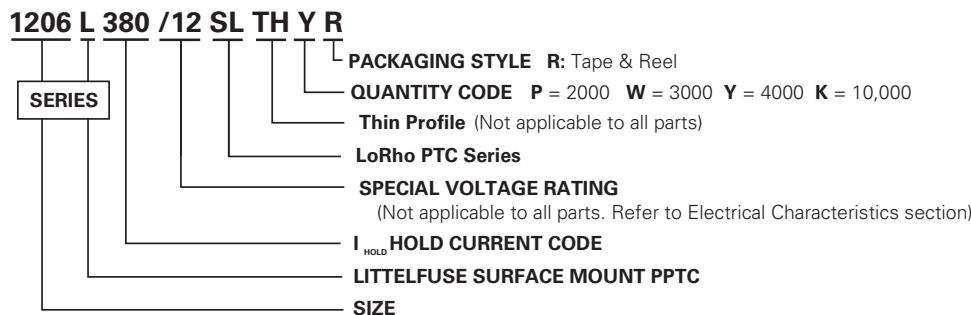 1206 L 380 /12 SL TH Y R
PACKAGING STYLE R: Tape & Reel
SERIES
QUANTITY CODE P = 2000 W = 3000 Y = 4000 K = 10,000
Thin Profile (Not applicable to all parts)
LoRho PTC Series
SPECIAL VOLTAGE RATING
(Not applicable to all parts. Refer to Electrical Characteristics section)
I HOLD HOLD CURRENT CODE
LITTELFUSE SURFACE MOUNT PPTC
SIZE